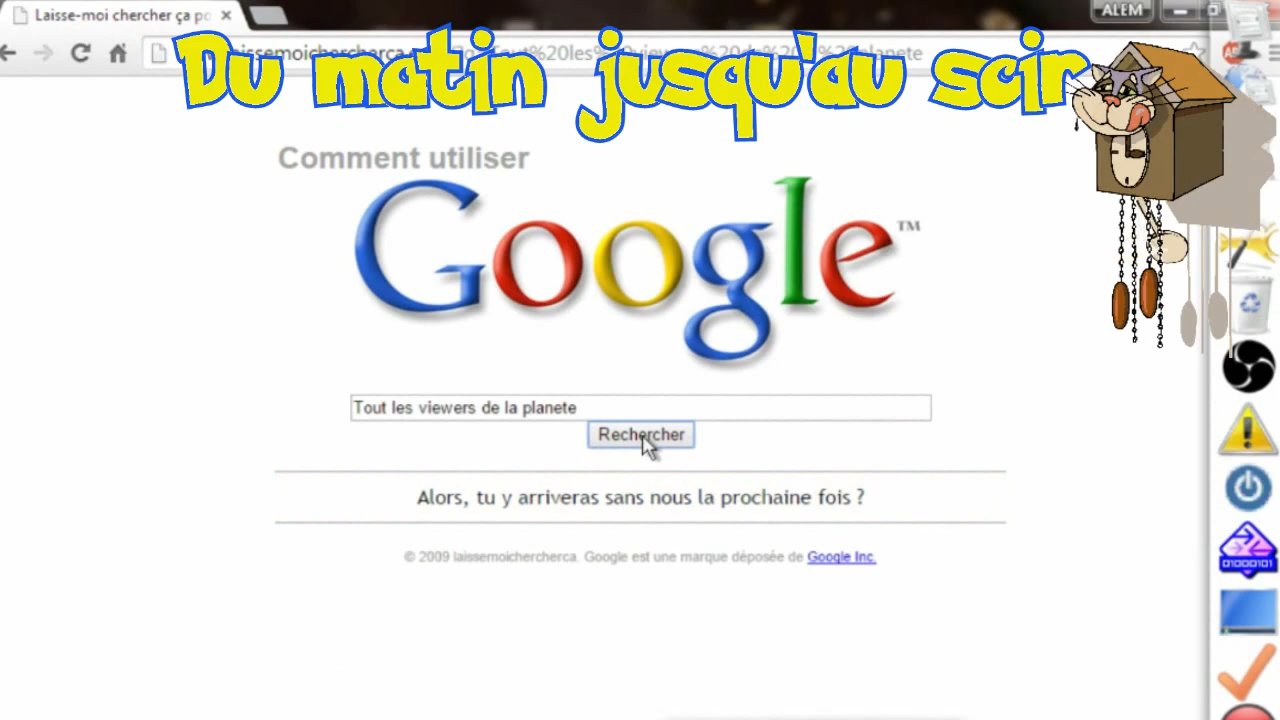 Laisse-moi chercher ça po
ALEM
Du matin jusqu'au soir
Comment utiliser
Google™
Tout les viewers de la planete
Rechercher
Alors, tu y arriveras sans nous la prochaine fois ?
© 2009 laissemoichercherca. Google est une marque déposée de Google Inc.
01000101